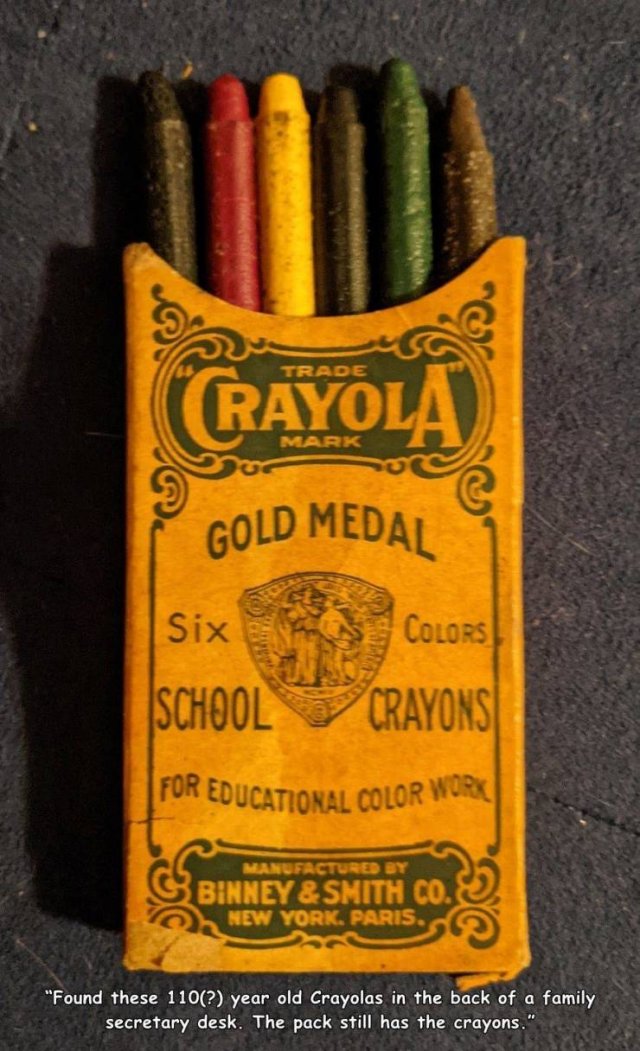 TRADE
"CRAYOLA"
MARK
GOLD MEDAL
Six COLORS
SCHOOL CRAYONS
FOR EDUCATIONAL COLOR WORK
MANUFACTURED BY
BINNEY & SMITH CO.
NEW YORK. PARIS.
"Found these 110(?) year old Crayolas in the back of a family
secretary desk. The pack still has the crayons."